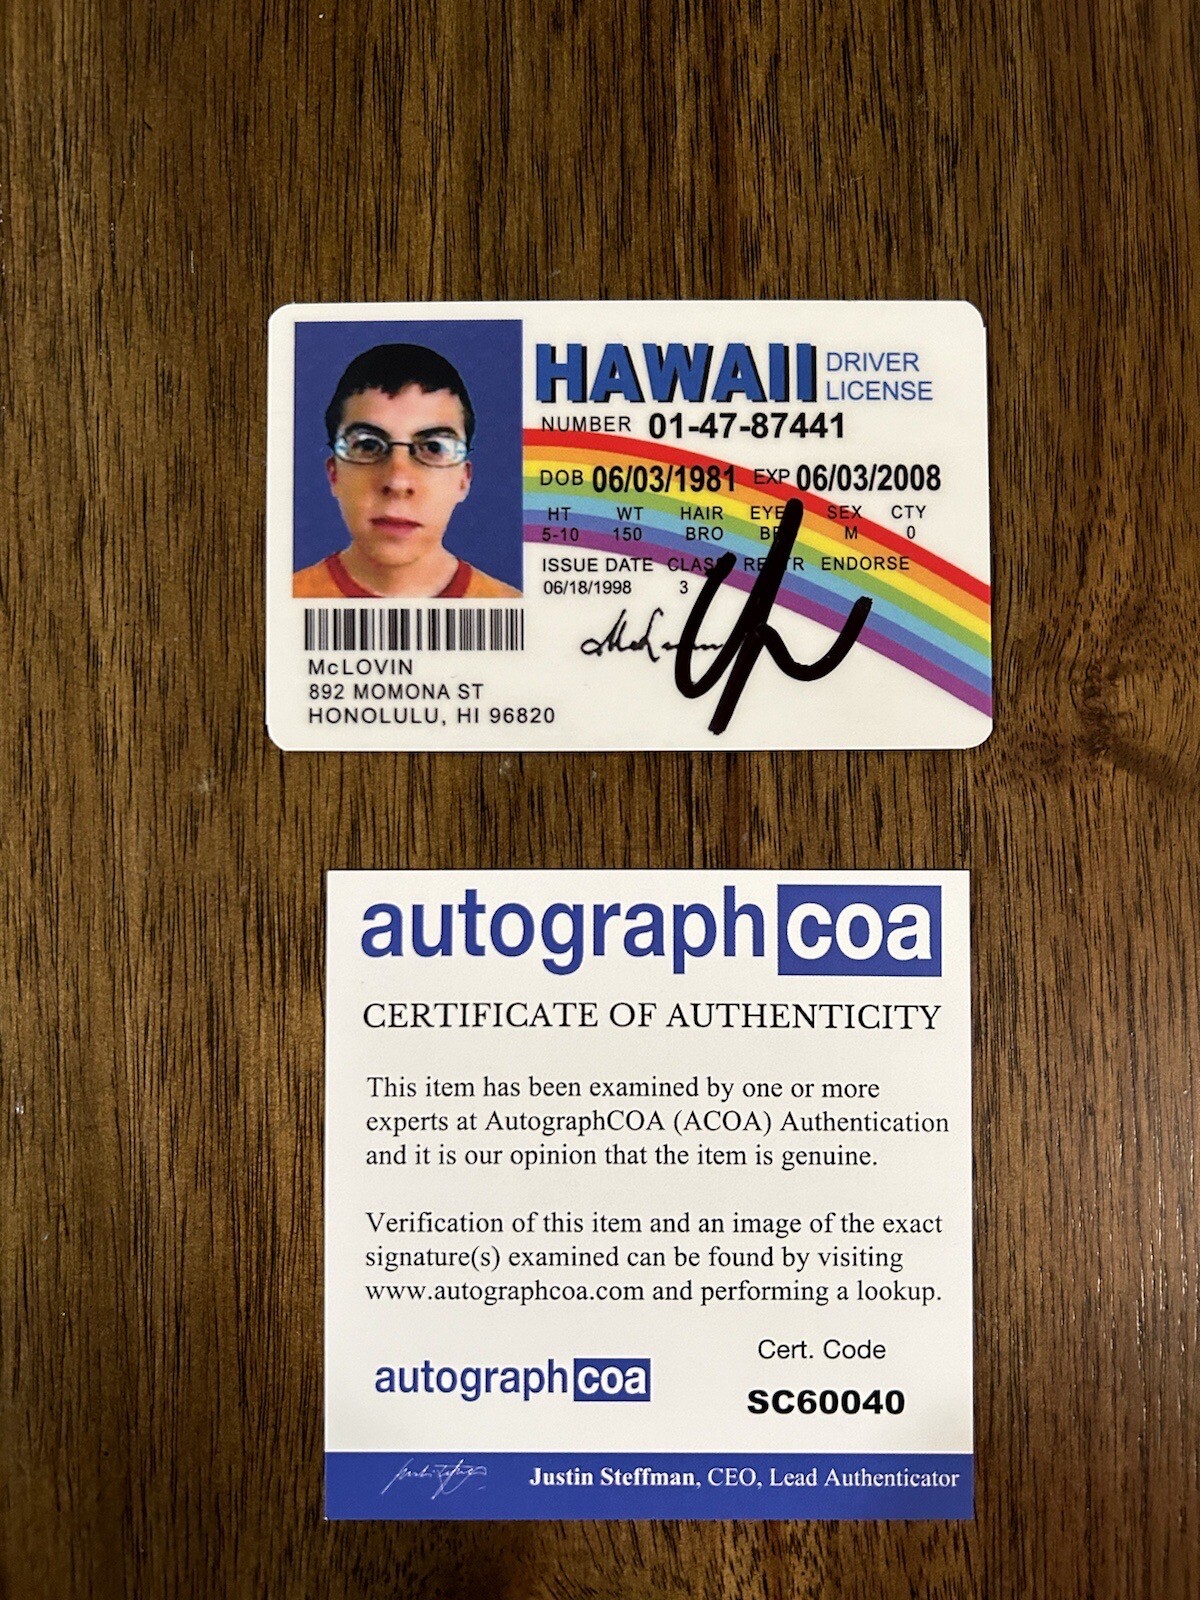 HAWAII DRIVER LICENSE
NUMBER 01-47-87441
DOB 06/03/1981 EXP 06/03/2008
HT WT HAIR EYE SEX CTY
5-10 150 BRO M 0
ISSUE DATE CLASS RESTR ENDORSE
06/18/1998 3
McLOVIN
892 MOMONA ST
HONOLULU, HI 96820
autograph coa
CERTIFICATE OF AUTHENTICITY
This item has been examined by one or more
experts at AutographCOA (ACOA) Authentication
and it is our opinion that the item is genuine.
Verification of this item and an image of the exact
signature(s) examined can be found by visiting
www.autographcoa.com and performing a lookup.
Cert. Code
autograph coa
SC60040
Justin Steffman, CEO, Lead Authenticator